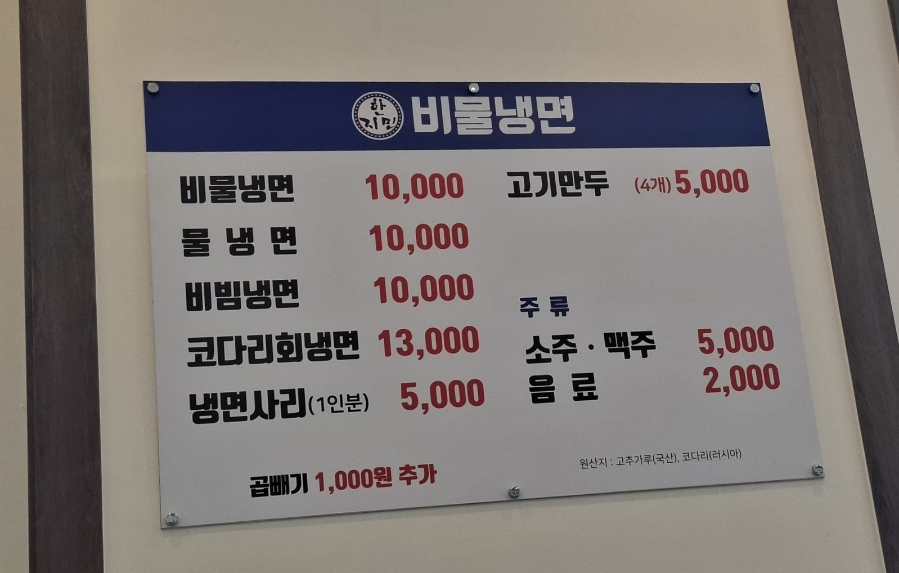 한지민 비물냉면
비물냉면 10,000
물 냉 면 10,000
비빔냉면 10,000
코다리회냉면 13,000
냉면사리(1인분) 5,000
곱빼기 1,000원 추가
고기만두 (4개) 5,000
주 류
소주 · 맥주 5,000
음 료 2,000
원산지 : 고추가루(국산), 코다리(러시아)